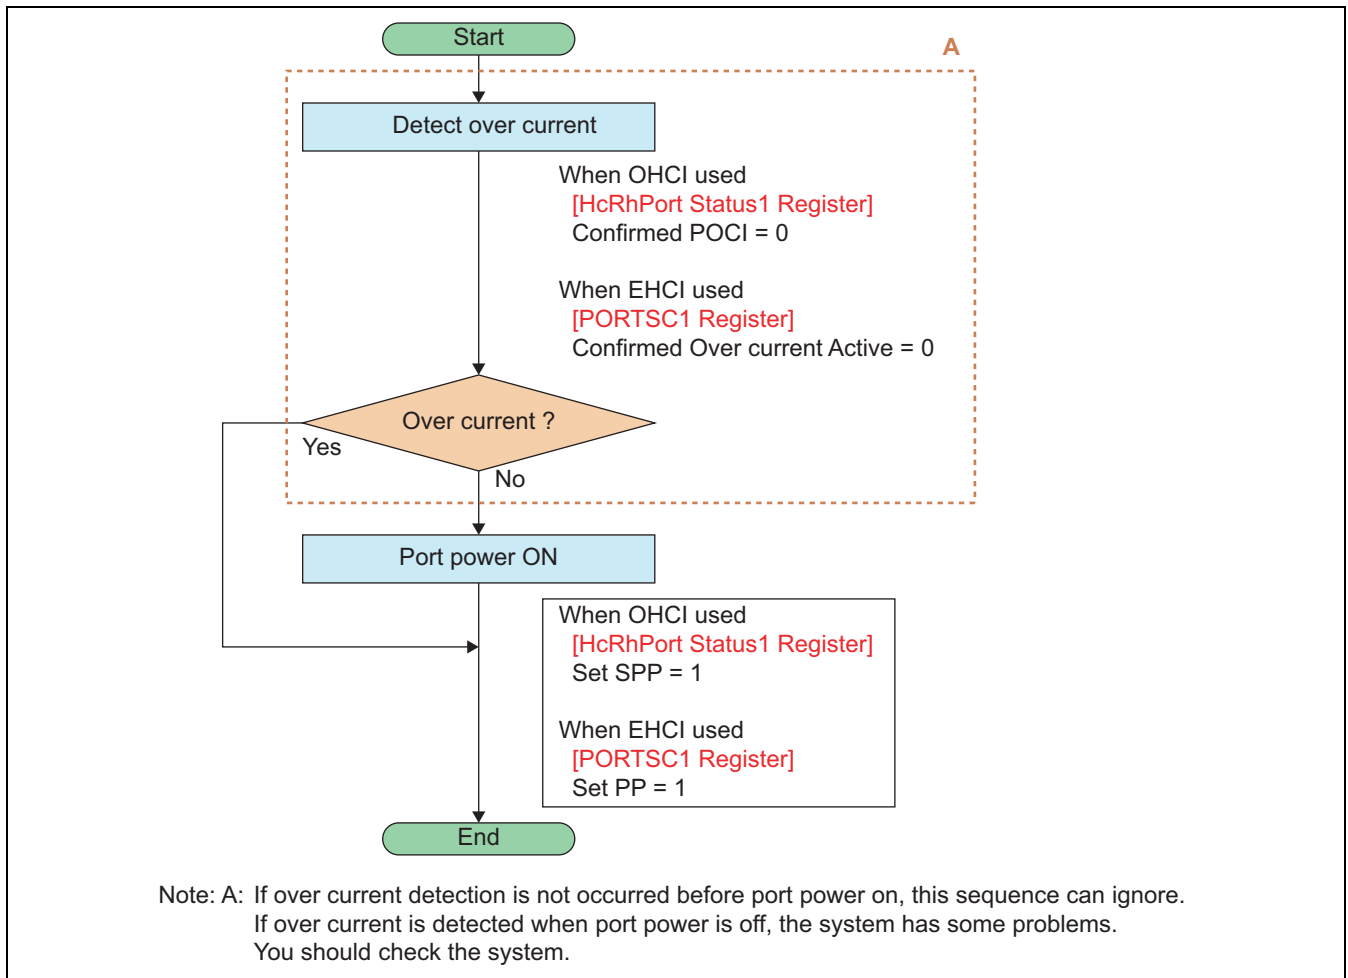 Start
A
Detect over current
When OHCI used
[HcRhPort Status1 Register]
Confirmed POCI = 0
When EHCI used
[PORTSC1 Register]
Confirmed Over current Active = 0
Over current ?
Yes
No
Port power ON
When OHCI used
[HcRhPort Status1 Register]
Set SPP = 1
When EHCI used
[PORTSC1 Register]
Set PP = 1
End
Note: A: If over current detection is not occurred before port power on, this sequence can ignore.
If over current is detected when port power is off, the system has some problems.
You should check the system.